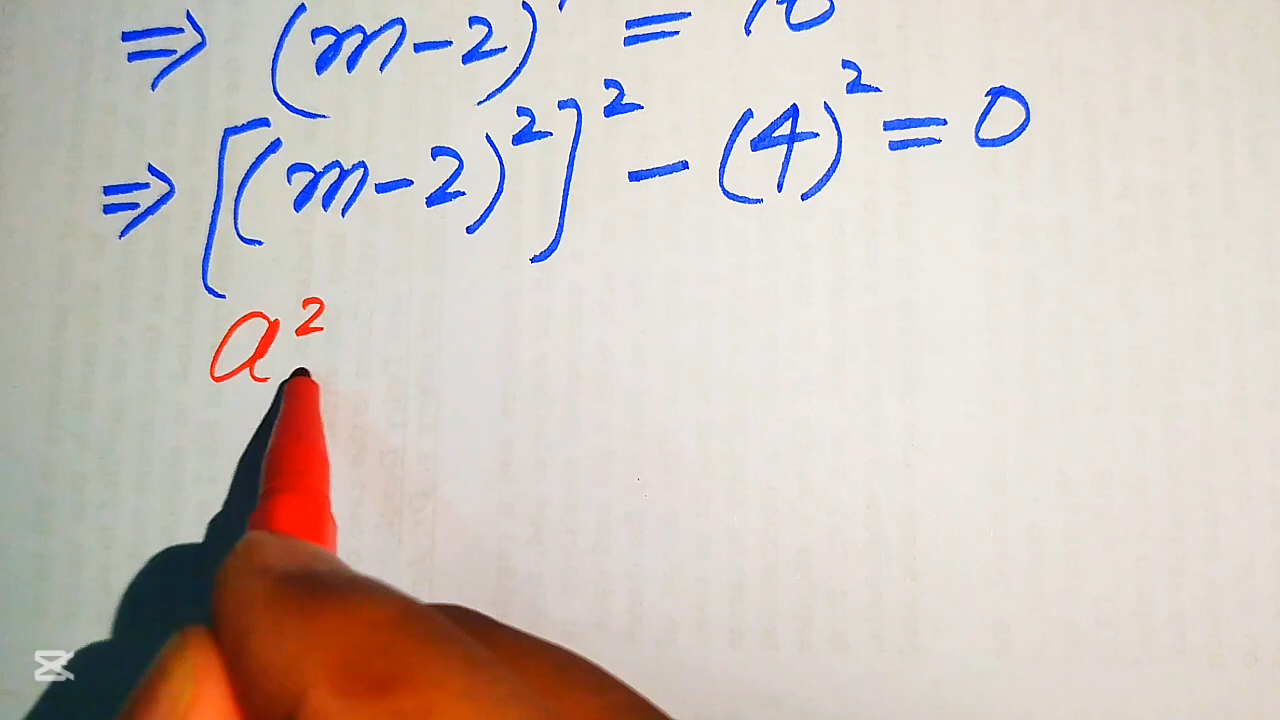 ⇒ (m-2) =
⇒ [(m-2)²]² - (4)² = 0
a²